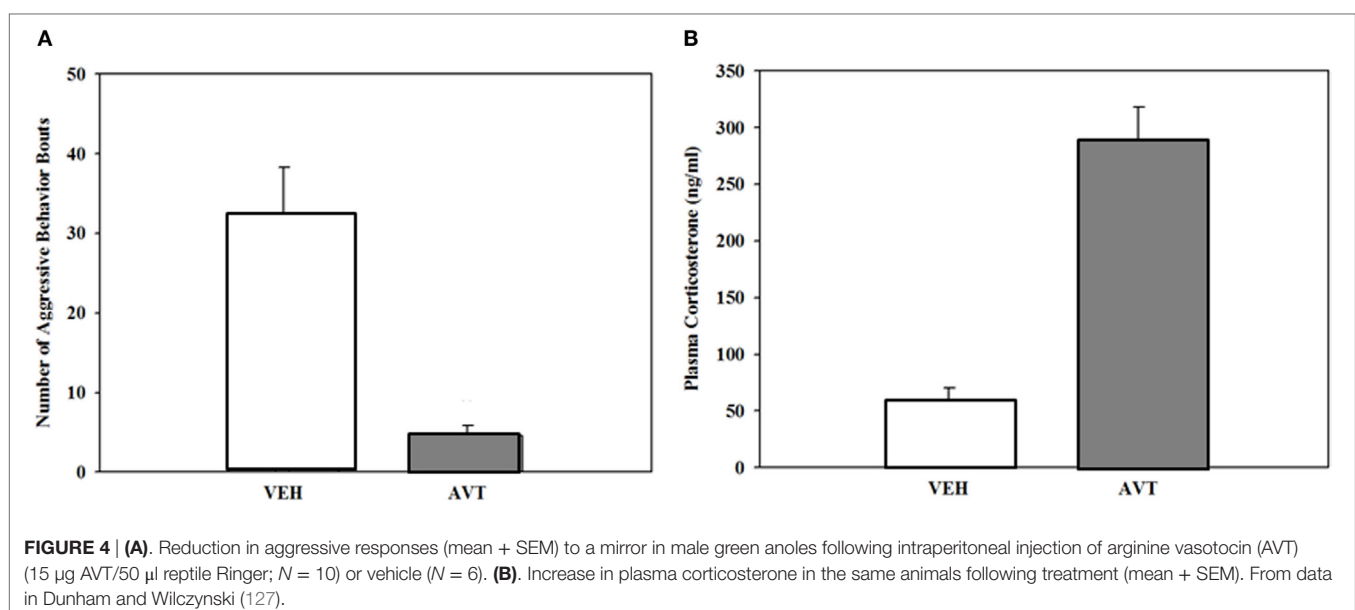 A
B
50
40
30
20
10
0
Number of Aggressive Behavior Bouts
VEH
AVT
350
300
250
200
150
100
50
0
Plasma Corticosterone (ng/ml)
VEH
AVT
FIGURE 4 | (A). Reduction in aggressive responses (mean + SEM) to a mirror in male green anoles following intraperitoneal injection of arginine vasotocin (AVT)
(15 µg AVT/50 µl reptile Ringer; N = 10) or vehicle (N = 6). (B). Increase in plasma corticosterone in the same animals following treatment (mean + SEM). From data
in Dunham and Wilczynski (127).